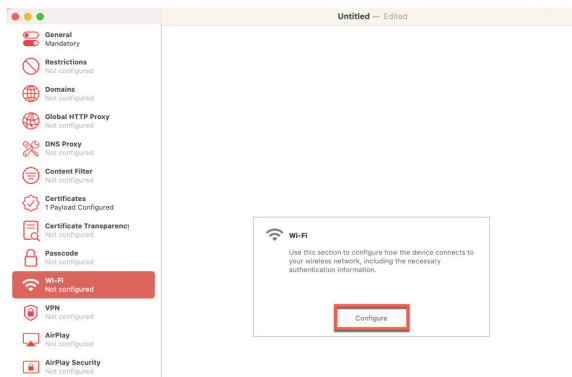 Untitled — Edited
General
Mandatory
Restrictions
Not configured
Domains
Not configured
Global HTTP Proxy
Not configured
DNS Proxy
Not configured
Content Filter
Not configured
Certificates
1 Payload Configured
Certificate Transparency
Not configured
Passcode
Not configured
Wi-Fi
Not configured
VPN
Not configured
AirPlay
Not configured
AirPlay Security
Not configured
Wi-Fi
Use this section to configure how the device connects to
your wireless network, including the necessary
authentication information.
Configure